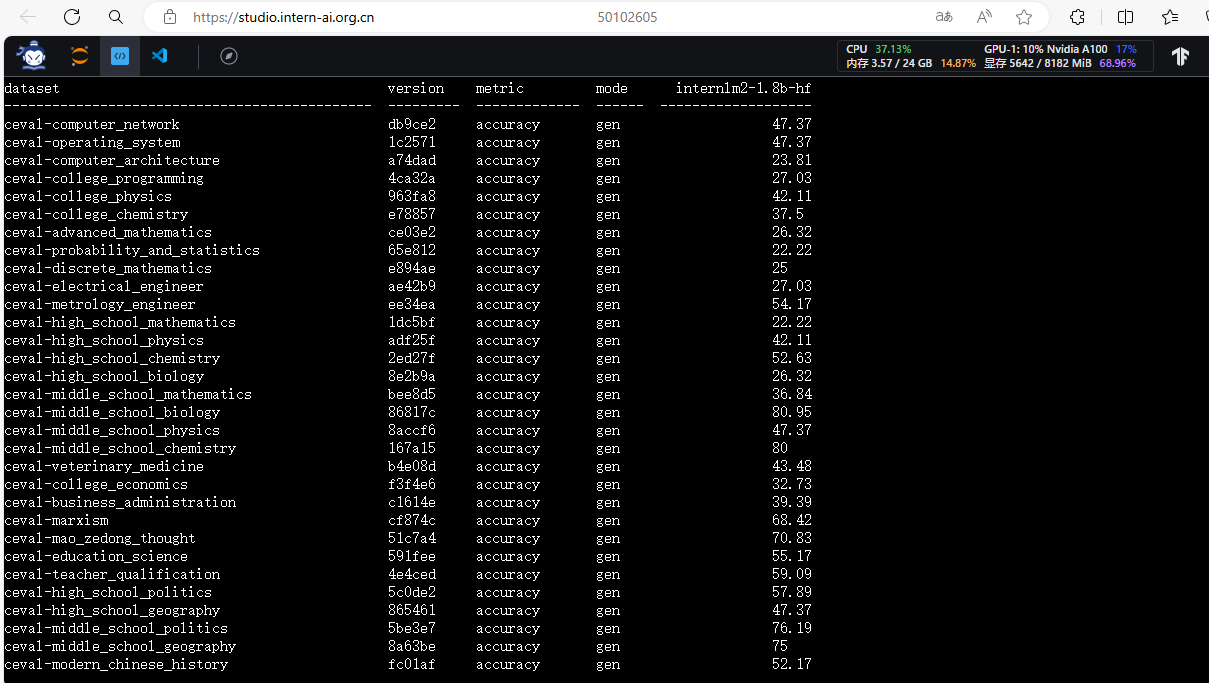 https://studio.intern-ai.org.cn 50102605
CPU 37.13% GPU-1: 10% Nvidia A100 17%
内存 3.57 / 24 GB 14.87% 显存 5642 / 8182 MiB 68.96%
dataset version metric mode internlm2-1.8b-hf
---------------------------------------------- --------- ------------- ------ -------------------
ceval-computer_network db9ce2 accuracy gen 47.37
ceval-operating_system 1c2571 accuracy gen 47.37
ceval-computer_architecture a74dad accuracy gen 23.81
ceval-college_programming 4ca32a accuracy gen 27.03
ceval-college_physics 963fa8 accuracy gen 42.11
ceval-college_chemistry e78857 accuracy gen 37.5
ceval-advanced_mathematics ce03e2 accuracy gen 26.32
ceval-probability_and_statistics 65e812 accuracy gen 22.22
ceval-discrete_mathematics e894ae accuracy gen 25
ceval-electrical_engineer ae42b9 accuracy gen 27.03
ceval-metrology_engineer ee34ea accuracy gen 54.17
ceval-high_school_mathematics 1dc5bf accuracy gen 22.22
ceval-high_school_physics adf25f accuracy gen 42.11
ceval-high_school_chemistry 2ed27f accuracy gen 52.63
ceval-high_school_biology 8e2b9a accuracy gen 26.32
ceval-middle_school_mathematics bee8d5 accuracy gen 36.84
ceval-middle_school_biology 86817c accuracy gen 80.95
ceval-middle_school_physics 8accf6 accuracy gen 47.37
ceval-middle_school_chemistry 167a15 accuracy gen 80
ceval-veterinary_medicine b4e08d accuracy gen 43.48
ceval-college_economics f3f4e6 accuracy gen 32.73
ceval-business_administration c1614e accuracy gen 39.39
ceval-marxism cf874c accuracy gen 68.42
ceval-mao_zedong_thought 51c7a4 accuracy gen 70.83
ceval-education_science 591fee accuracy gen 55.17
ceval-teacher_qualification 4e4ced accuracy gen 59.09
ceval-high_school_politics 5c0de2 accuracy gen 57.89
ceval-high_school_geography 865461 accuracy gen 47.37
ceval-middle_school_politics 5be3e7 accuracy gen 76.19
ceval-middle_school_geography 8a63be accuracy gen 75
ceval-modern_chinese_history fc01af accuracy gen 52.17